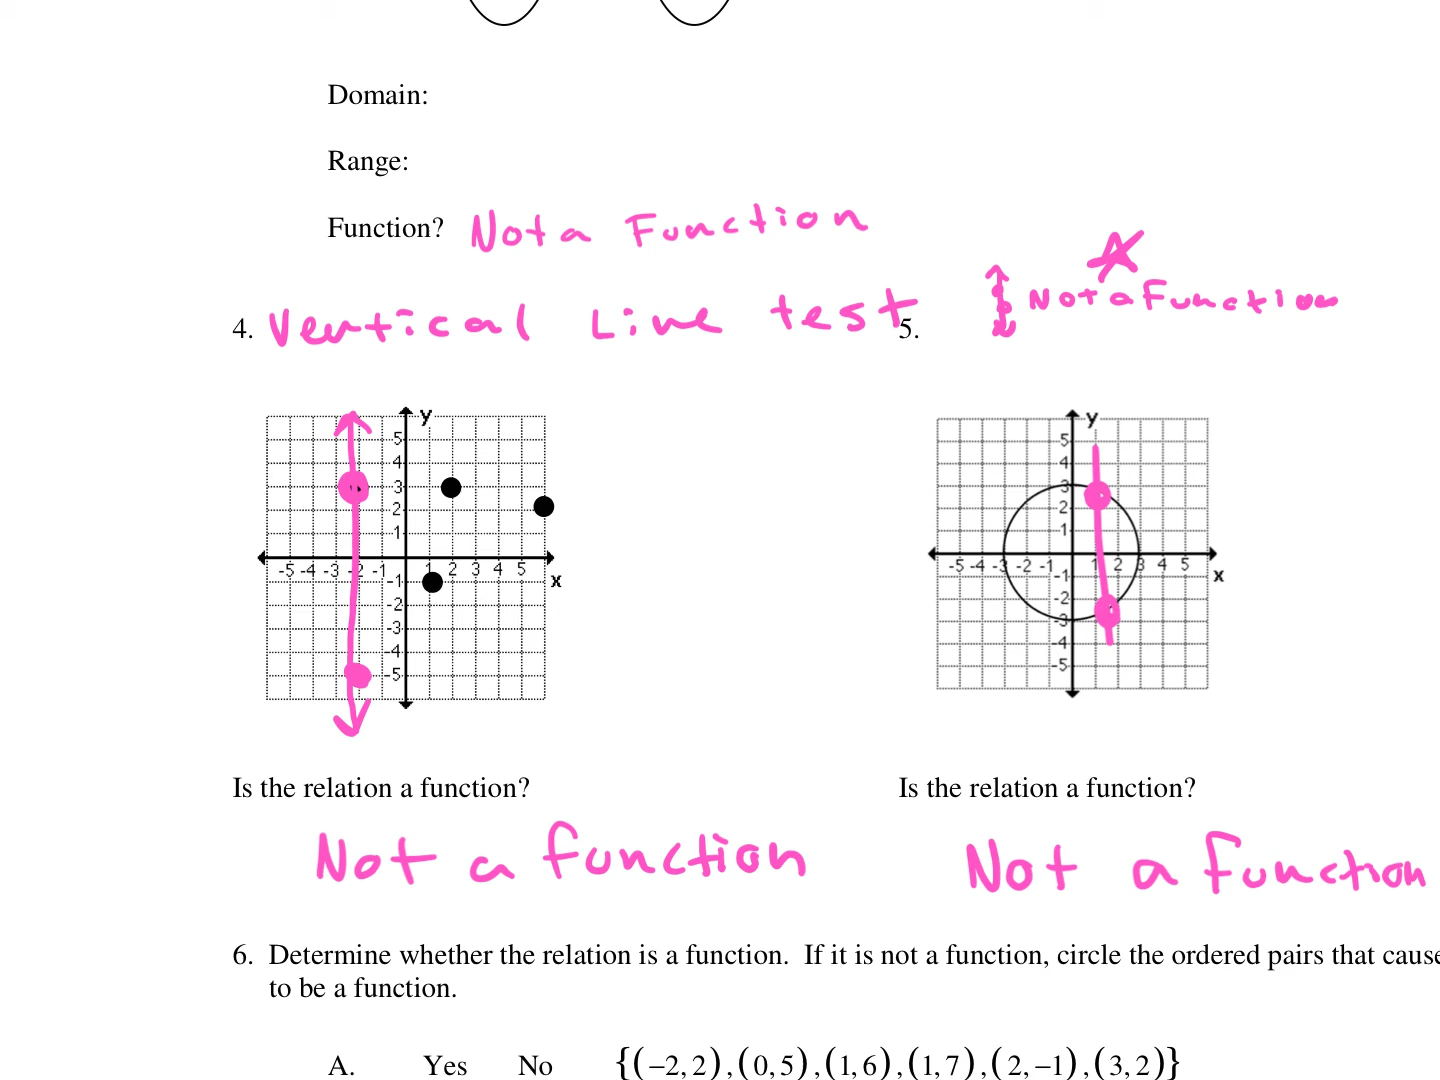 Domain:
Range:
Function? Not a Function
4. Vertical Line test
5. Not a Function
y
5
4
3
2
1
-5 -4 -3 -2 -1 1 2 3 4 5
x
-1
-2
-3
-4
-5
y
5
4
3
2
1
-5 -4 -3 -2 -1 1 2 3 4 5
x
-1
-2
-3
-4
-5
Is the relation a function?
Is the relation a function?
Not a function
Not a function
6. Determine whether the relation is a function. If it is not a function, circle the ordered pairs that cause
to be a function.
A. Yes No {(−2, 2), (0, 5), (1, 6), (1, 7), (2, −1), (3, 2)}